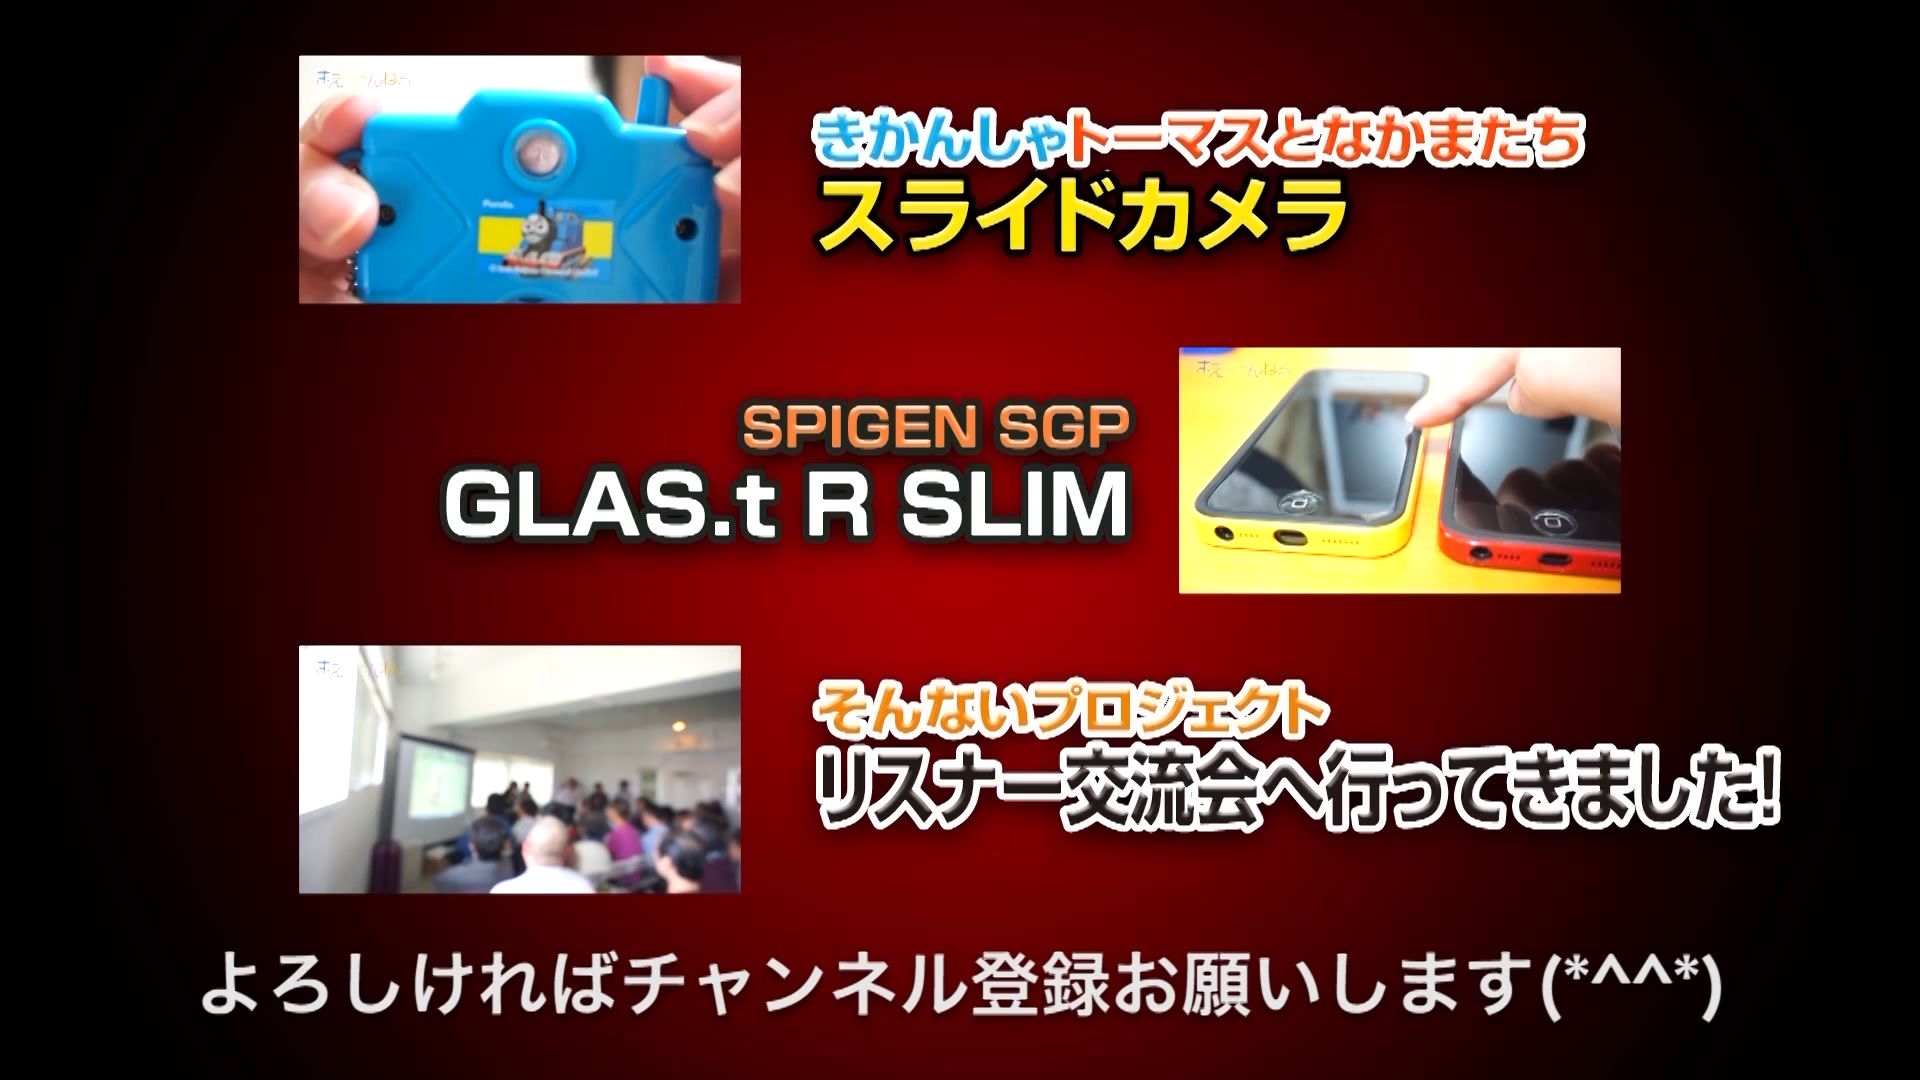 きかんしゃトーマスとなかまたち
スライドカメラ
SPIGEN SGP
GLAS.t R SLIM
そんないプロジェクト
リスナー交流会へ行ってきました!
よろしければチャンネル登録お願いします(*^^*)